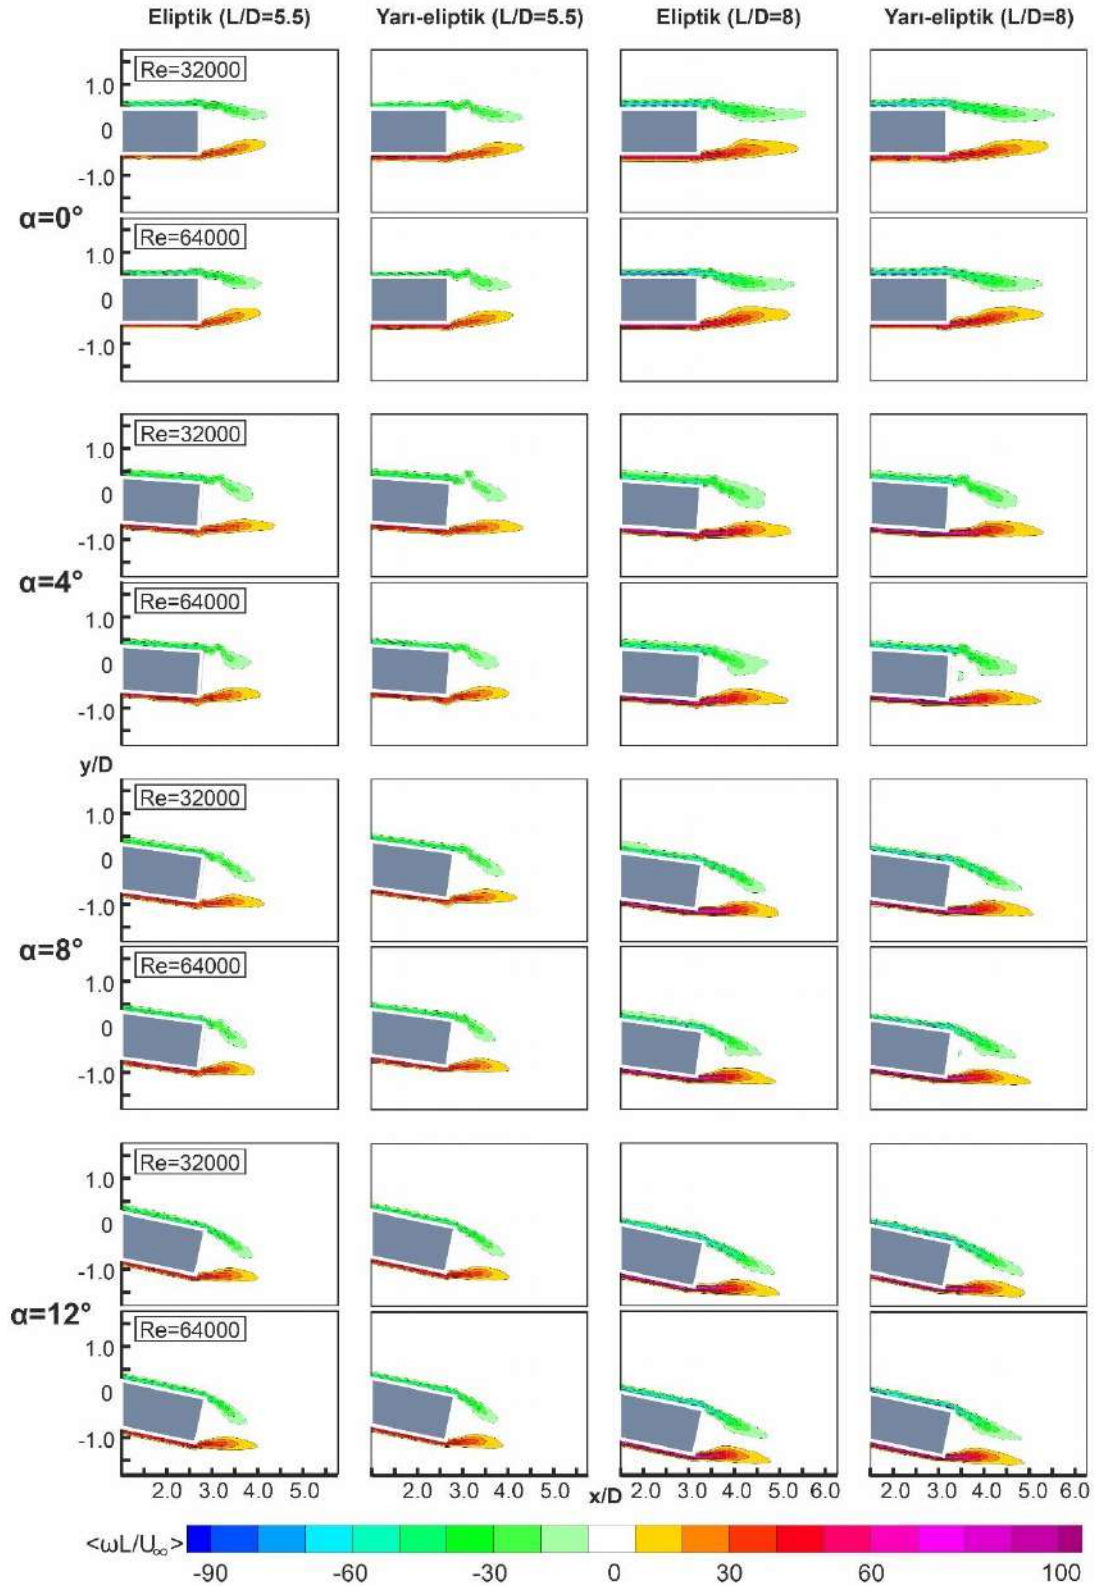 Eliptik (L/D=5.5) Yarı-eliptik (L/D=5.5) Eliptik (L/D=8) Yarı-eliptik (L/D=8)
Re=32000
1.0
0
-1.0
α=0°
Re=64000
1.0
0
-1.0
Re=32000
1.0
0
-1.0
α=4°
Re=64000
1.0
0
-1.0
y/D
Re=32000
1.0
0
-1.0
α=8°
Re=64000
1.0
0
-1.0
Re=32000
1.0
0
-1.0
α=12°
Re=64000
1.0
0
-1.0
2.0 3.0 4.0 5.0 2.0 3.0 4.0 5.0 x/D 2.0 3.0 4.0 5.0 6.0 2.0 3.0 4.0 5.0 6.0
<ωL/U∞>
-90 -60 -30 0 30 60 100